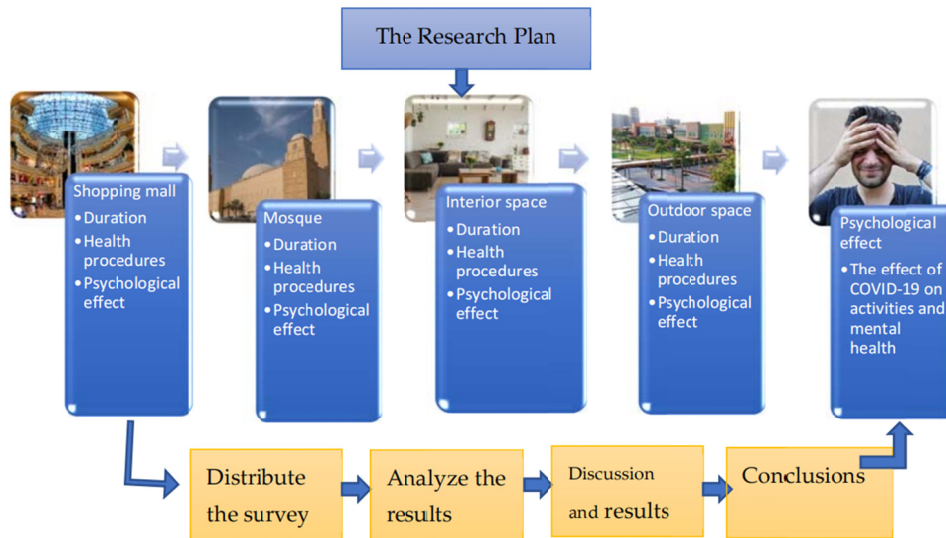 The Research Plan
Shopping mall
• Duration
• Health
procedures
• Psychological
effect
Mosque
• Duration
• Health
procedures
• Psychological
effect
Interior space
• Duration
• Health
procedures
• Psychological
effect
Outdoor space
• Duration
• Health
procedures
• Psychological
effect
Psychological
effect
• The effect of
COVID-19 on
activities and
mental
health
Distribute
the survey
Analyze the
results
Discussion
and results
Conclusions